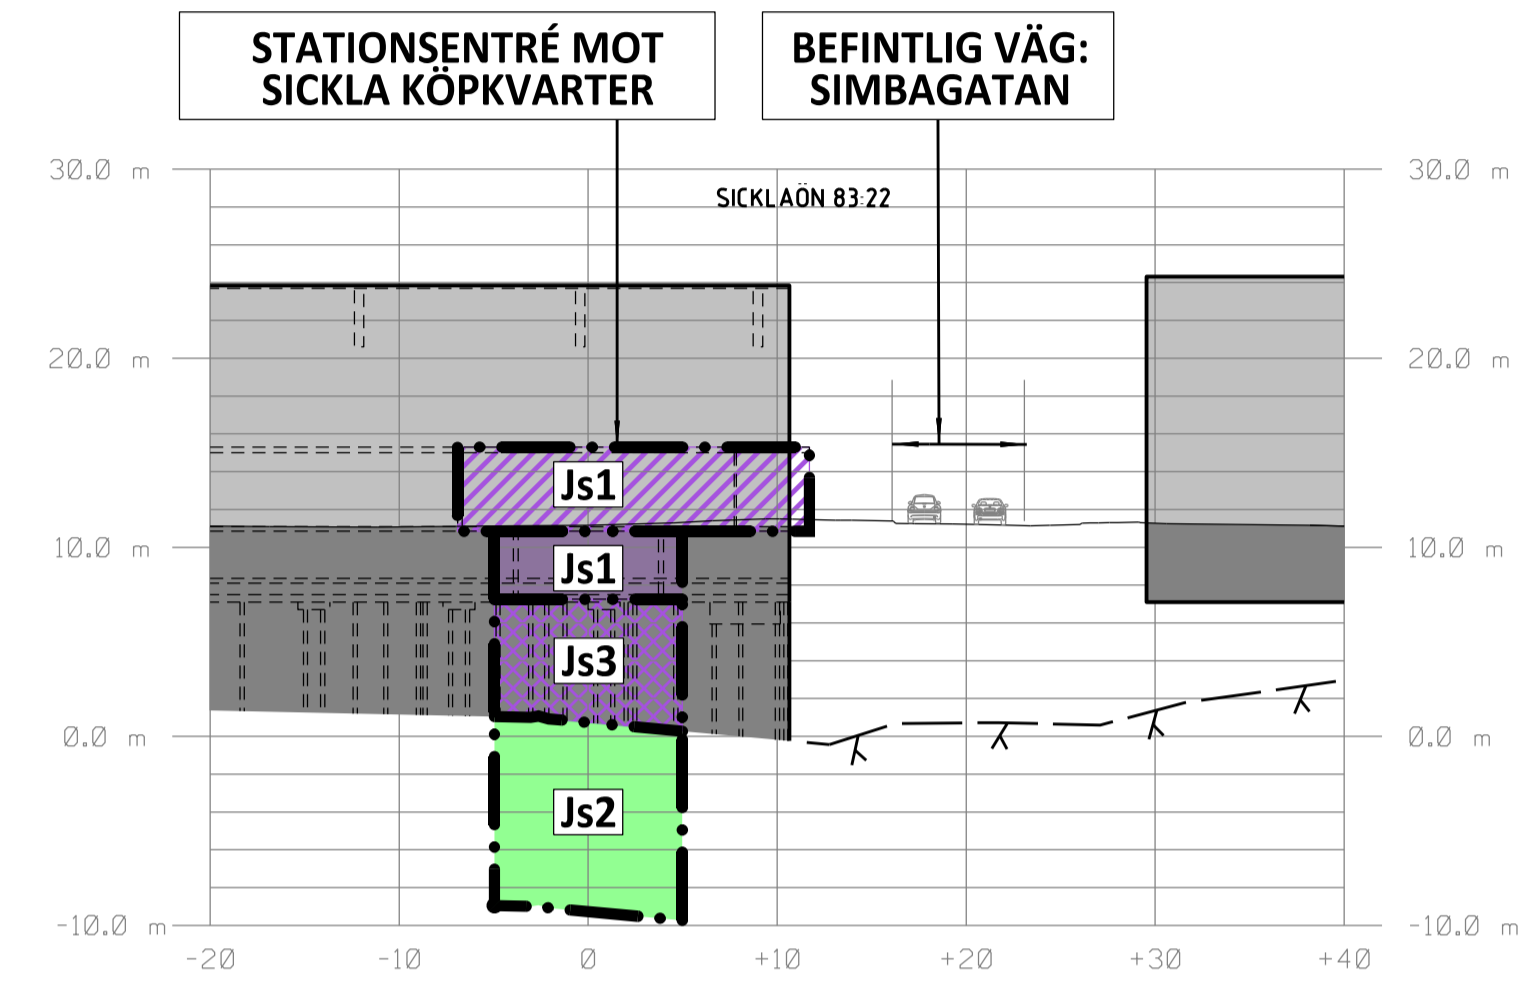 STATIONSENTRÉ MOT
SICKLA KÖPKVARTER
BEFINTLIG VÄG:
SIMBAGATAN
30.0 m
30.0 m
SICKLAÖN 83:22
20.0 m
20.0 m
Js1
10.0 m
Js1
10.0 m
Js3
0.0 m
0.0 m
Js2
-10.0 m
-10.0 m
-20 -10 0 +10 +20 +30 +40